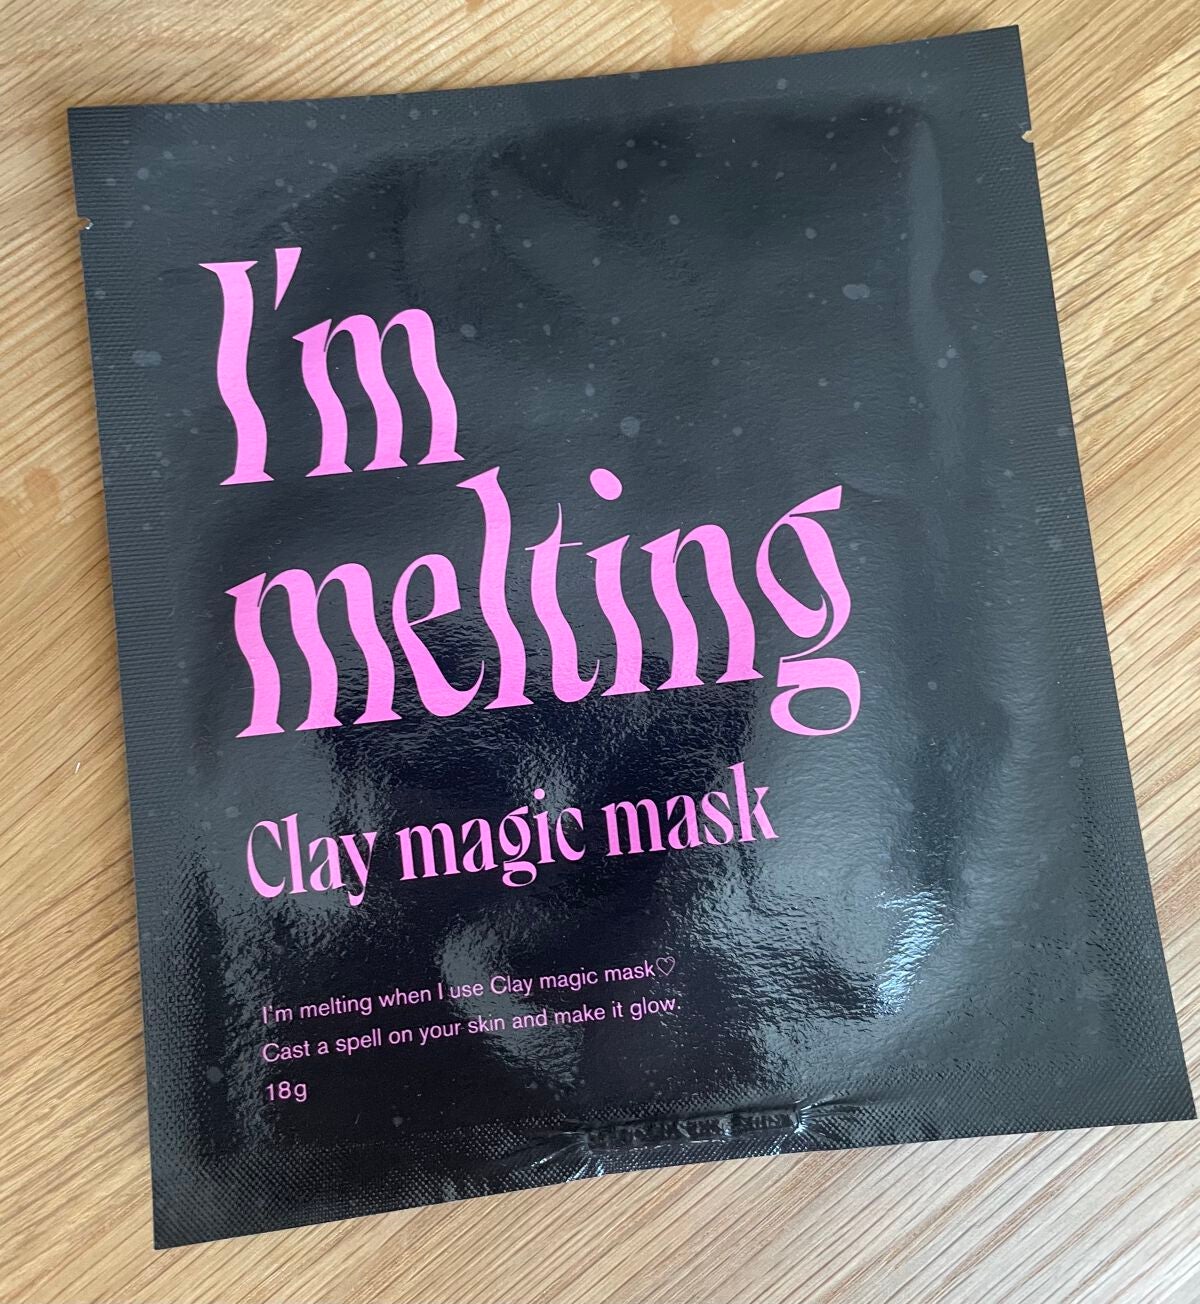 I'm
melting
Clay magic mask
I'm melting when I use Clay magic mask♡
Cast a spell on your skin and make it glow.
18g